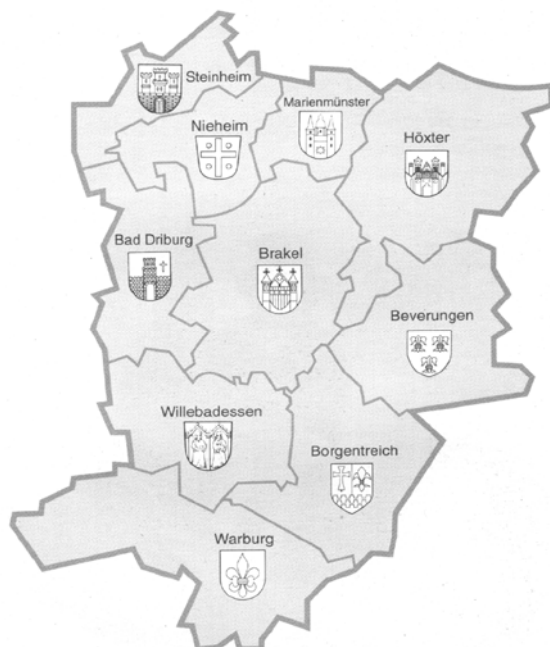 Steinheim
Marienmünster
Nieheim
Höxter
Bad Driburg
Brakel
Beverungen
Willebadessen
Borgentreich
Warburg